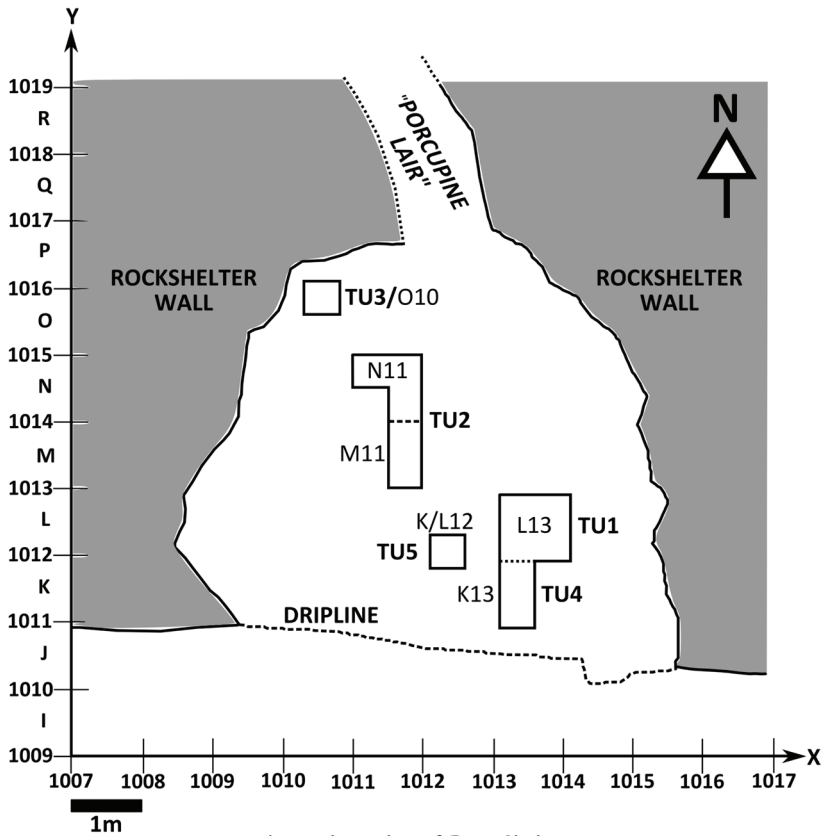 Y
1019
R
1018
Q
1017
P
1016
O
1015
N
1014
M
1013
L
1012
K
1011
J
1010
I
1009
"PORCUPINE
LAIR"
N
ROCKSHELTER
WALL
ROCKSHELTER
WALL
TU3/O10
N11
TU2
M11
K/L12
L13
TU1
TU5
K13
TU4
DRIPLINE
X
1007 1008 1009 1010 1011 1012 1013 1014 1015 1016 1017
1m